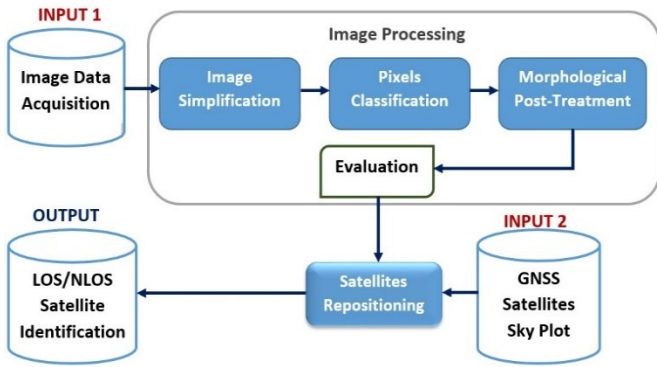 INPUT 1
Image Data
Acquisition
Image Processing
Image
Simplification
Pixels
Classification
Morphological
Post-Treatment
Evaluation
OUTPUT
LOS/NLOS
Satellite
Identification
Satellites
Repositioning
INPUT 2
GNSS
Satellites
Sky Plot